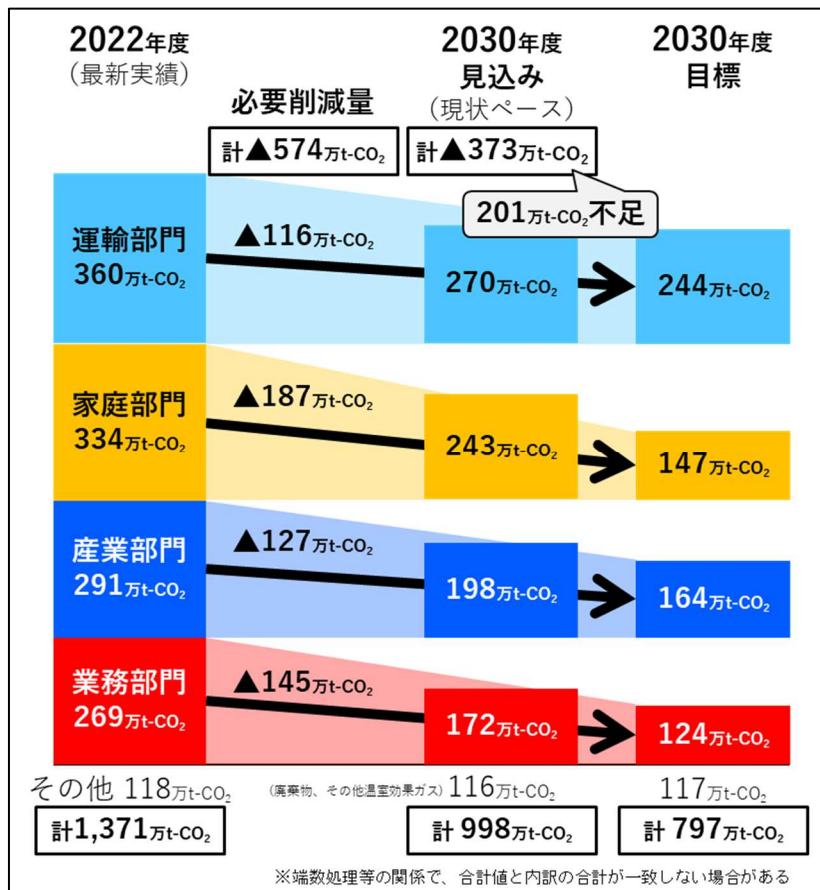 2022年度
(最新実績)
必要削減量
2030年度
見込み
(現状ペース)
2030年度
目標
計▲574万t-CO₂
計▲373万t-CO₂
201万t-CO₂不足
運輸部門
360万t-CO₂
▲116万t-CO₂
270万t-CO₂
244万t-CO₂
家庭部門
334万t-CO₂
▲187万t-CO₂
243万t-CO₂
147万t-CO₂
産業部門
291万t-CO₂
▲127万t-CO₂
198万t-CO₂
164万t-CO₂
業務部門
269万t-CO₂
▲145万t-CO₂
172万t-CO₂
124万t-CO₂
その他 118万t-CO₂
(廃棄物、その他温室効果ガス) 116万t-CO₂
117万t-CO₂
計1,371万t-CO₂
計 998万t-CO₂
計 797万t-CO₂
※端数処理等の関係で、合計値と内訳の合計が一致しない場合がある